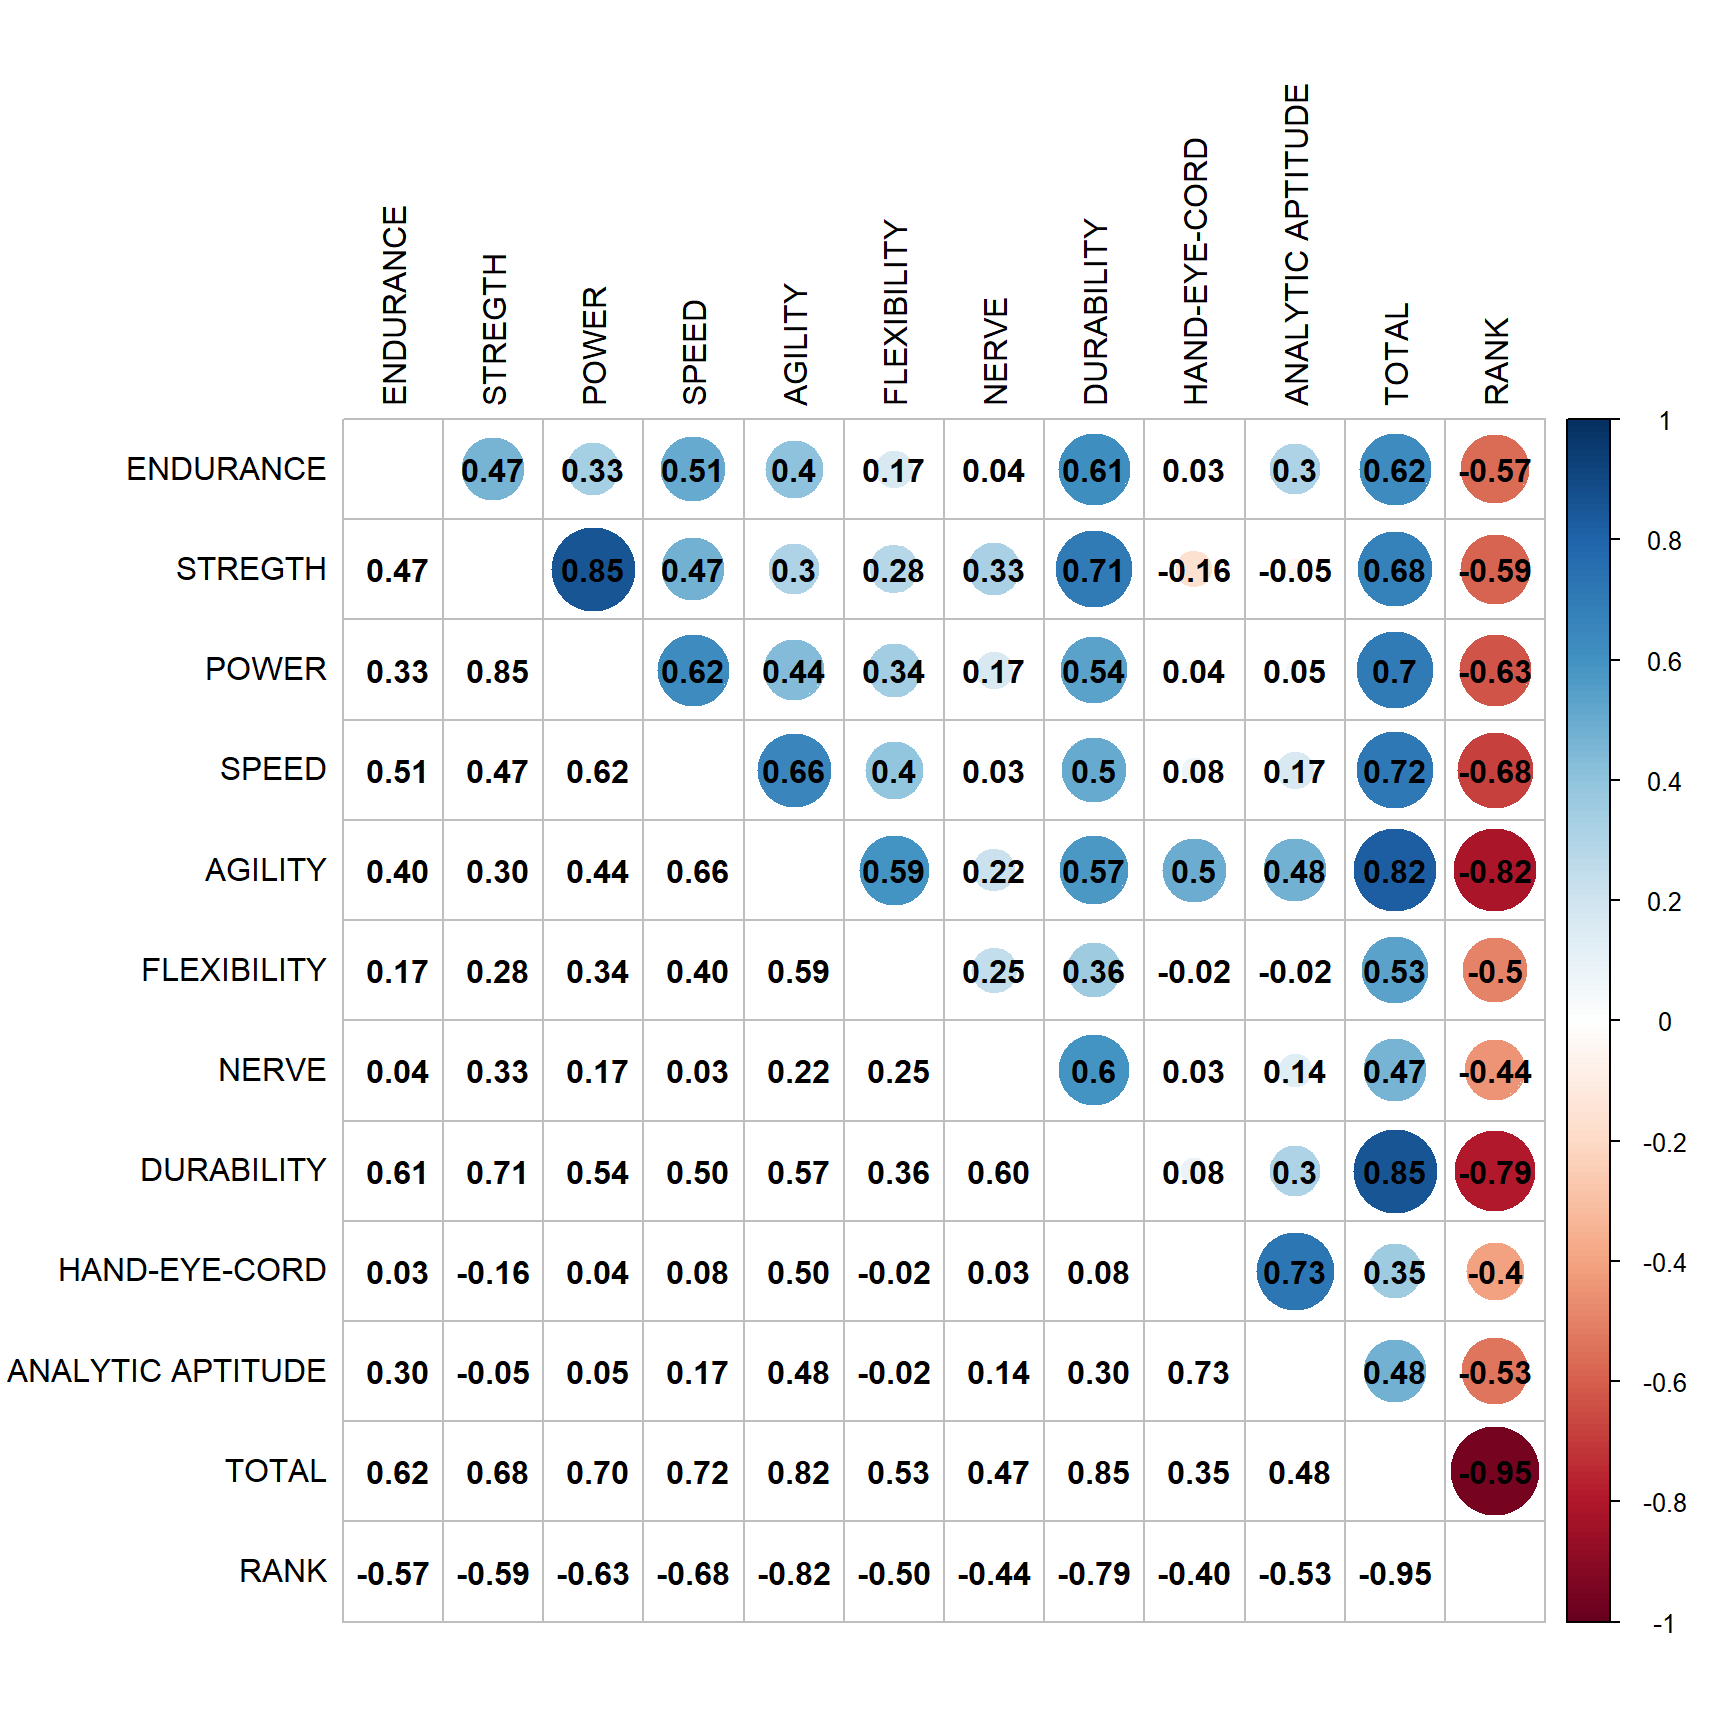 ENDURANCE
STREGTH
POWER
SPEED
AGILITY
FLEXIBILITY
NERVE
DURABILITY
HAND-EYE-CORD
ANALYTIC APTITUDE
TOTAL
RANK
ENDURANCE 0.47 0.33 0.51 0.4 0.17 0.04 0.61 0.03 0.3 0.62 -0.57
STREGTH 0.47 0.85 0.47 0.3 0.28 0.33 0.71 -0.16 -0.05 0.68 -0.59
POWER 0.33 0.85 0.62 0.44 0.34 0.17 0.54 0.04 0.05 0.7 -0.63
SPEED 0.51 0.47 0.62 0.66 0.4 0.03 0.5 0.08 0.17 0.72 -0.68
AGILITY 0.40 0.30 0.44 0.66 0.59 0.22 0.57 0.5 0.48 0.82 -0.82
FLEXIBILITY 0.17 0.28 0.34 0.40 0.59 0.25 0.36 -0.02 -0.02 0.53 -0.5
NERVE 0.04 0.33 0.17 0.03 0.22 0.25 0.6 0.03 0.14 0.47 -0.44
DURABILITY 0.61 0.71 0.54 0.50 0.57 0.36 0.60 0.08 0.3 0.85 -0.79
HAND-EYE-CORD 0.03 -0.16 0.04 0.08 0.50 -0.02 0.03 0.08 0.73 0.35 -0.4
ANALYTIC APTITUDE 0.30 -0.05 0.05 0.17 0.48 -0.02 0.14 0.30 0.73 0.48 -0.53
TOTAL 0.62 0.68 0.70 0.72 0.82 0.53 0.47 0.85 0.35 0.48 -0.95
RANK -0.57 -0.59 -0.63 -0.68 -0.82 -0.50 -0.44 -0.79 -0.40 -0.53 -0.95
1
0.8
0.6
0.4
0.2
0
-0.2
-0.4
-0.6
-0.8
-1